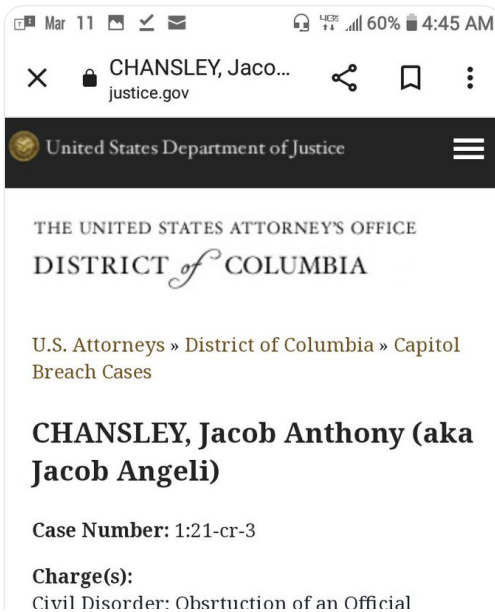 Mar 11 4G 60% 4:45 AM
CHANSLEY, Jaco...
justice.gov
United States Department of Justice
THE UNITED STATES ATTORNEY'S OFFICE
DISTRICT of COLUMBIA
U.S. Attorneys » District of Columbia » Capitol
Breach Cases
CHANSLEY, Jacob Anthony (aka
Jacob Angeli)
Case Number: 1:21-cr-3
Charge(s):
Civil Disorder; Obsrtuction of an Official